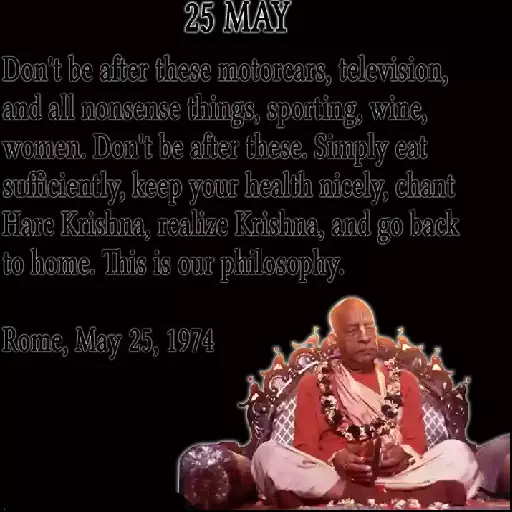 25 MAY
Don't be after these motorcars, television,
and all nonsense things, sporting, wine,
women. Don't be after these. Simply eat
sufficiently, keep your health nicely, chant
Hare Krishna, realize Krishna, and go back
to home. This is our philosophy.
Rome, May 25, 1974